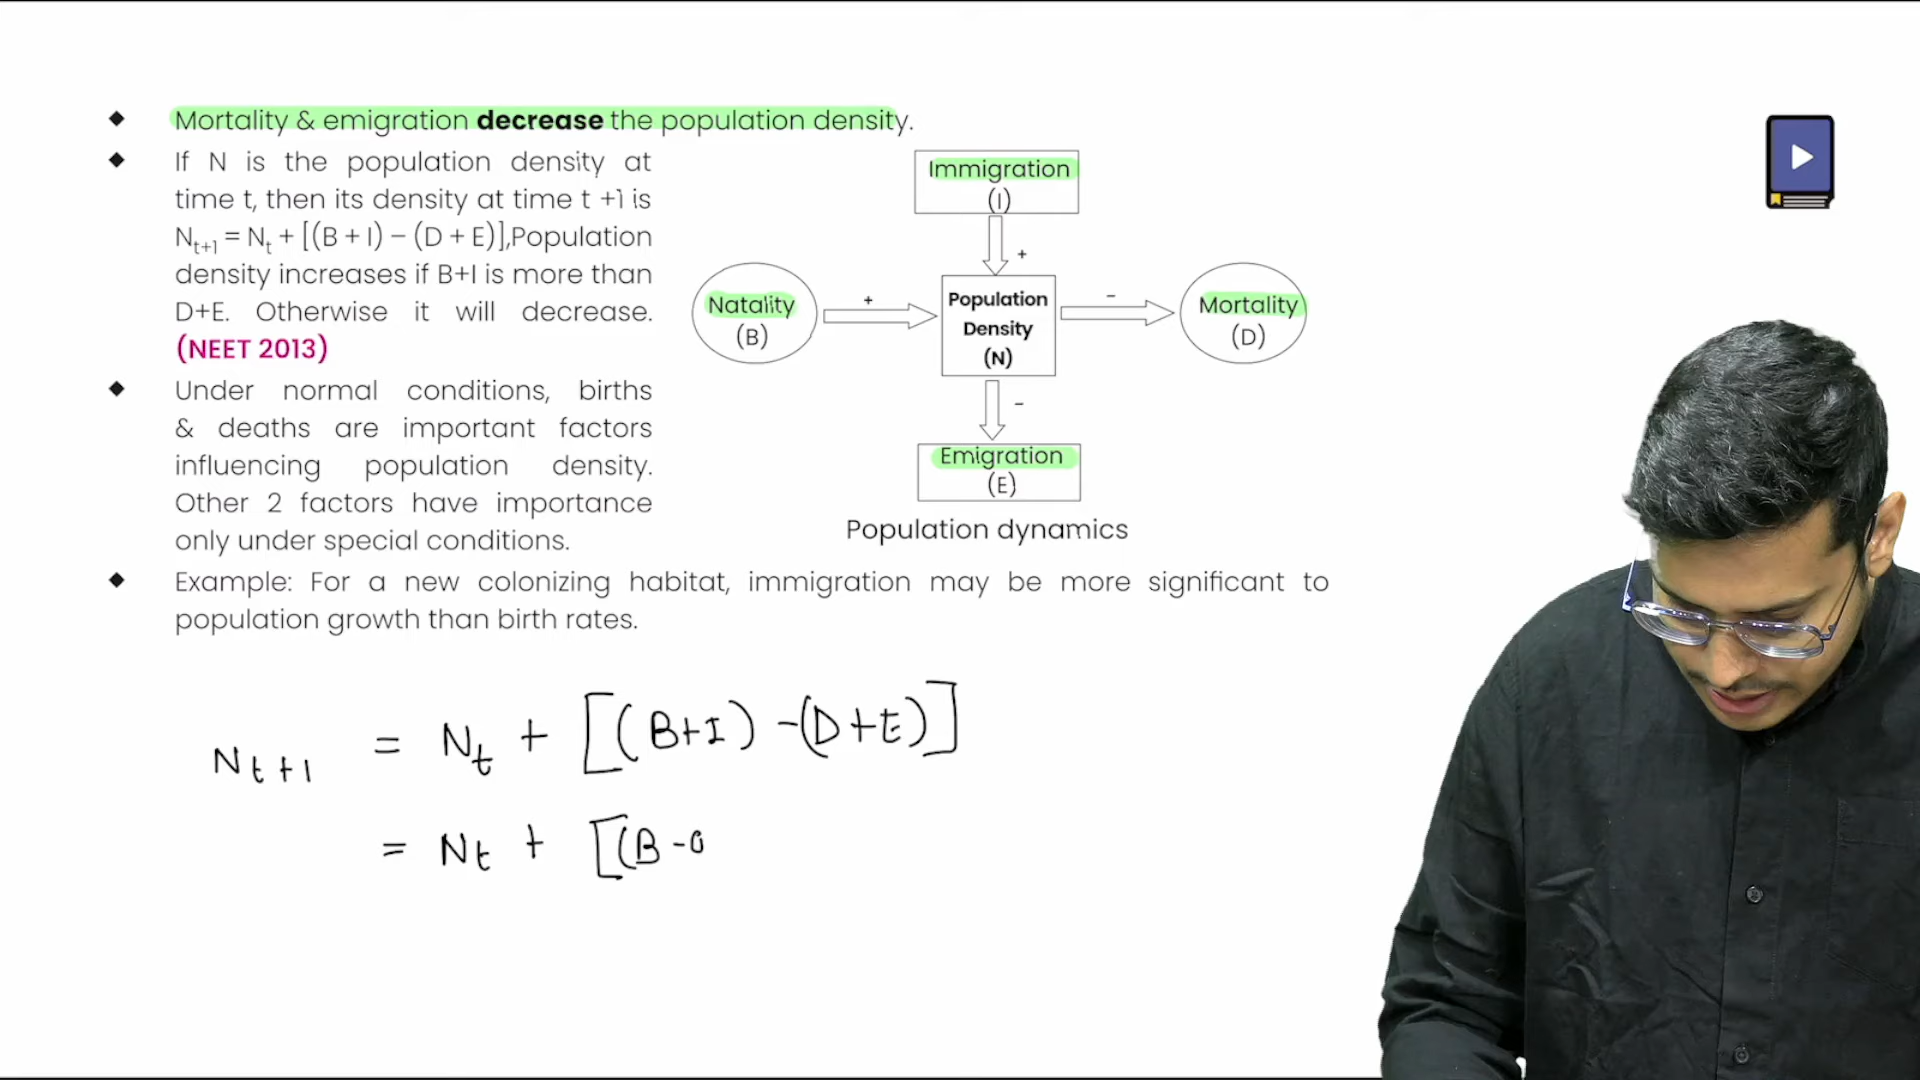 ◆ Mortality & emigration decrease the population density.
◆ If N is the population density at
time t, then its density at time t +1 is
Nt+1 = Nt + [(B + I) – (D + E)],Population
density increases if B+I is more than
D+E. Otherwise it will decrease.
(NEET 2013)
◆ Under normal conditions, births
& deaths are important factors
influencing population density.
Other 2 factors have importance
only under special conditions.
Immigration
(I)
+
Natality
(B)
+
Population
Density
(N)
–
Mortality
(D)
–
Emigration
(E)
Population dynamics
◆ Example: For a new colonizing habitat, immigration may be more significant to
population growth than birth rates.
Nt+1 = Nt + [(B+I) -(D+E)]
= Nt + [(B -0